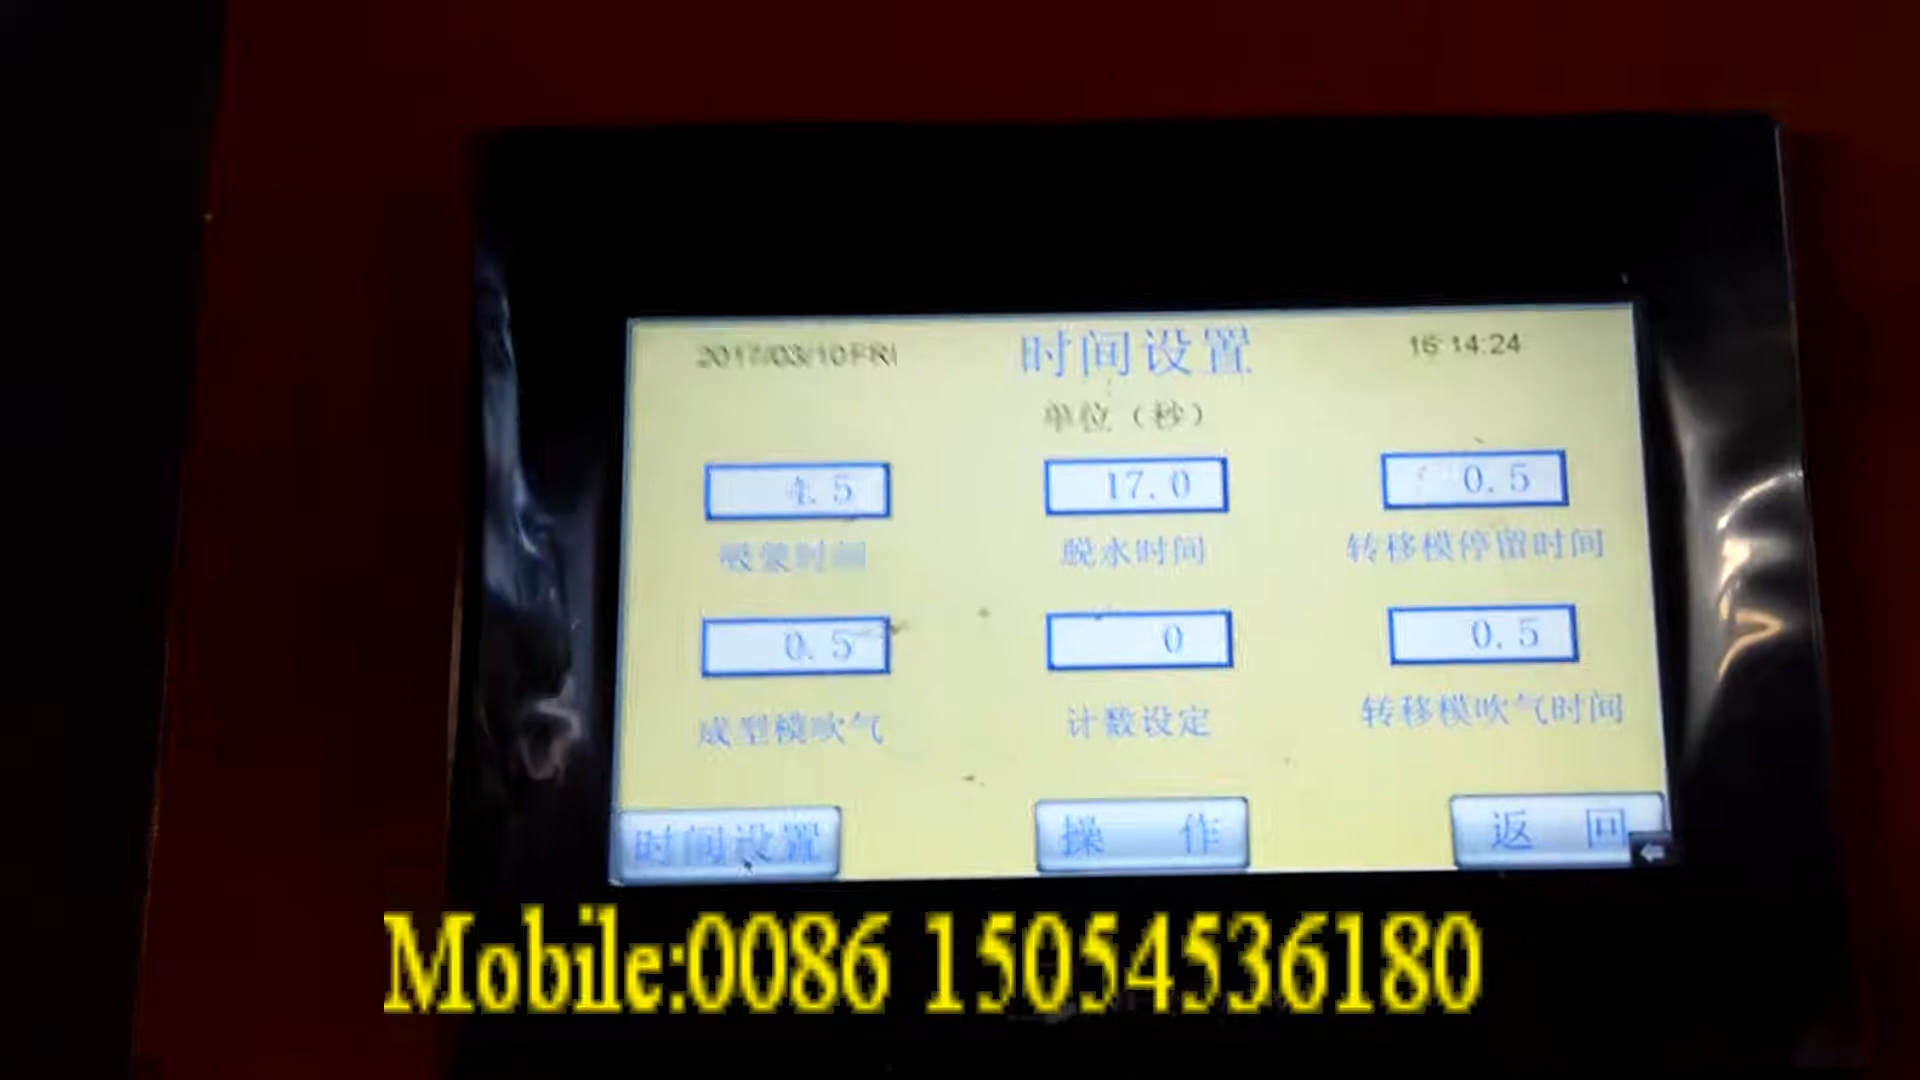 2017/03/10 FRI 时间设置 16:14:24
单位（秒）
4.5 17.0 0.5
吸浆时间 脱水时间 转移模停留时间
0.5 0 0.5
成型模吹气 计数设定 转移模吹气时间
时间设置 操 作 返 回
Mobile:0086 15054536180